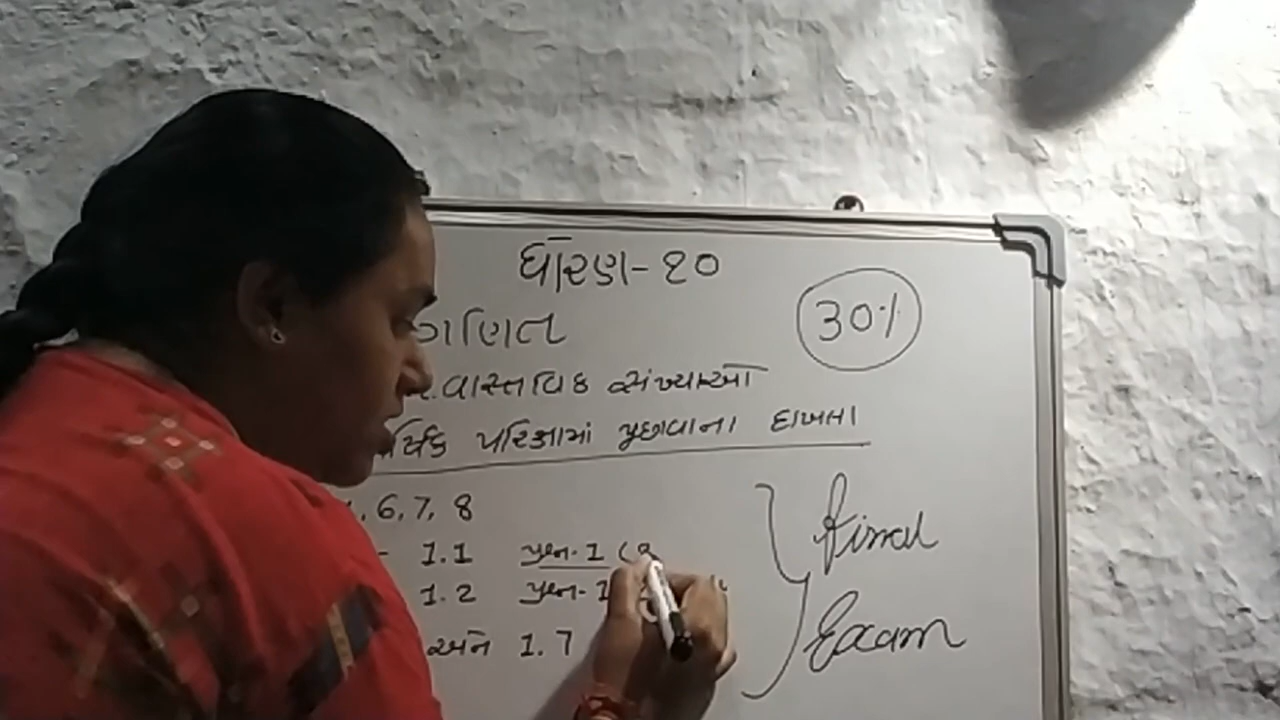 ધોરણ-૧૦
ગણિત
30%
વાસ્તવિક સંખ્યાઓ
પરિક્ષામાં પુછાવાના દાખલા
6, 7, 8
1.1 પ્રશ્ન-1 (
1.2 પ્રશ્ન-1
અને 1.7
Final
Exam